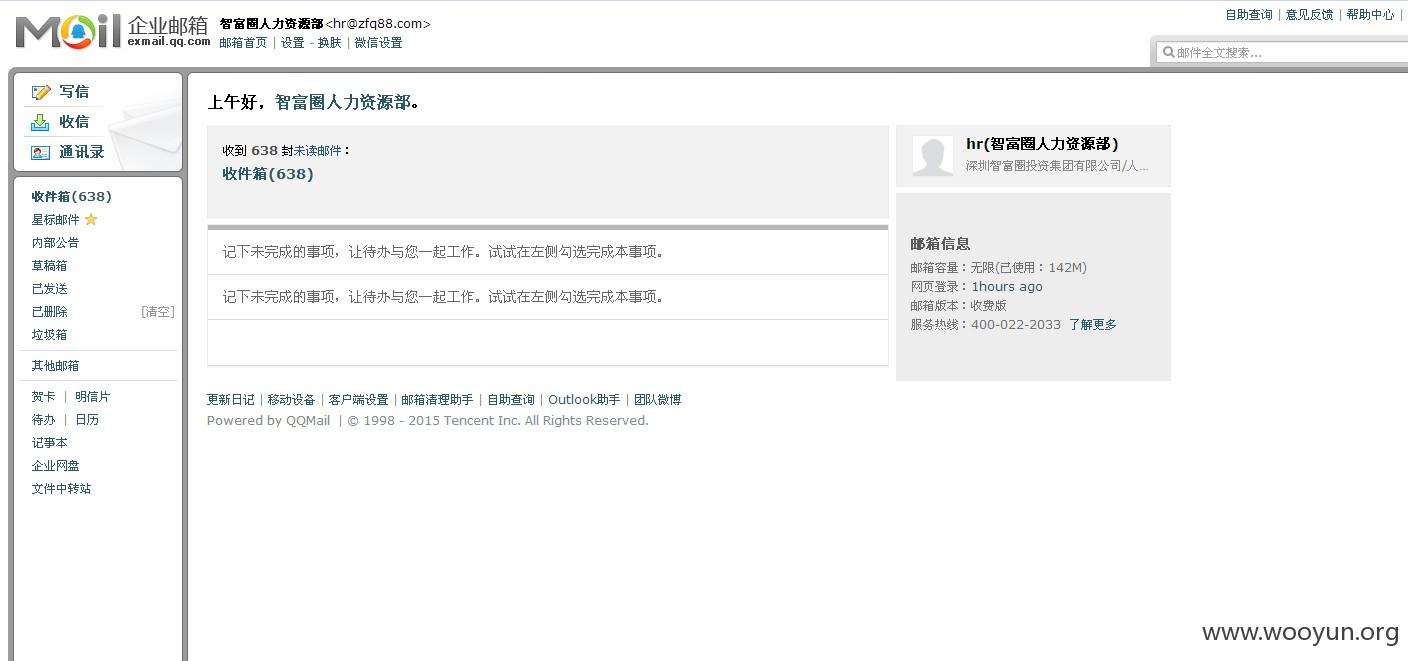 Mail 企业邮箱 智富圈人力资源部<hr@zfq88.com>
exmail.qq.com 邮箱首页 | 设置 - 换肤 | 微信设置
自助查询 | 意见反馈 | 帮助中心 |
邮件全文搜索...
写信
收信
通讯录
收件箱(638)
星标邮件
内部公告
草稿箱
已发送
已删除 [清空]
垃圾箱
其他邮箱
贺卡 | 明信片
待办 | 日历
记事本
企业网盘
文件中转站
上午好，智富圈人力资源部。
收到 638 封未读邮件：
收件箱(638)
记下未完成的事项，让待办与您一起工作。试试在左侧勾选完成本事项。
记下未完成的事项，让待办与您一起工作。试试在左侧勾选完成本事项。
hr(智富圈人力资源部)
深圳智富圈投资集团有限公司/人...
邮箱信息
邮箱容量：无限(已使用：142M)
网页登录：1hours ago
邮箱版本：收费版
服务热线：400-022-2033 了解更多
更新日记 | 移动设备 | 客户端设置 | 邮箱清理助手 | 自助查询 | Outlook助手 | 团队微博
Powered by QQMail | © 1998 - 2015 Tencent Inc. All Rights Reserved.
www.wooyun.org